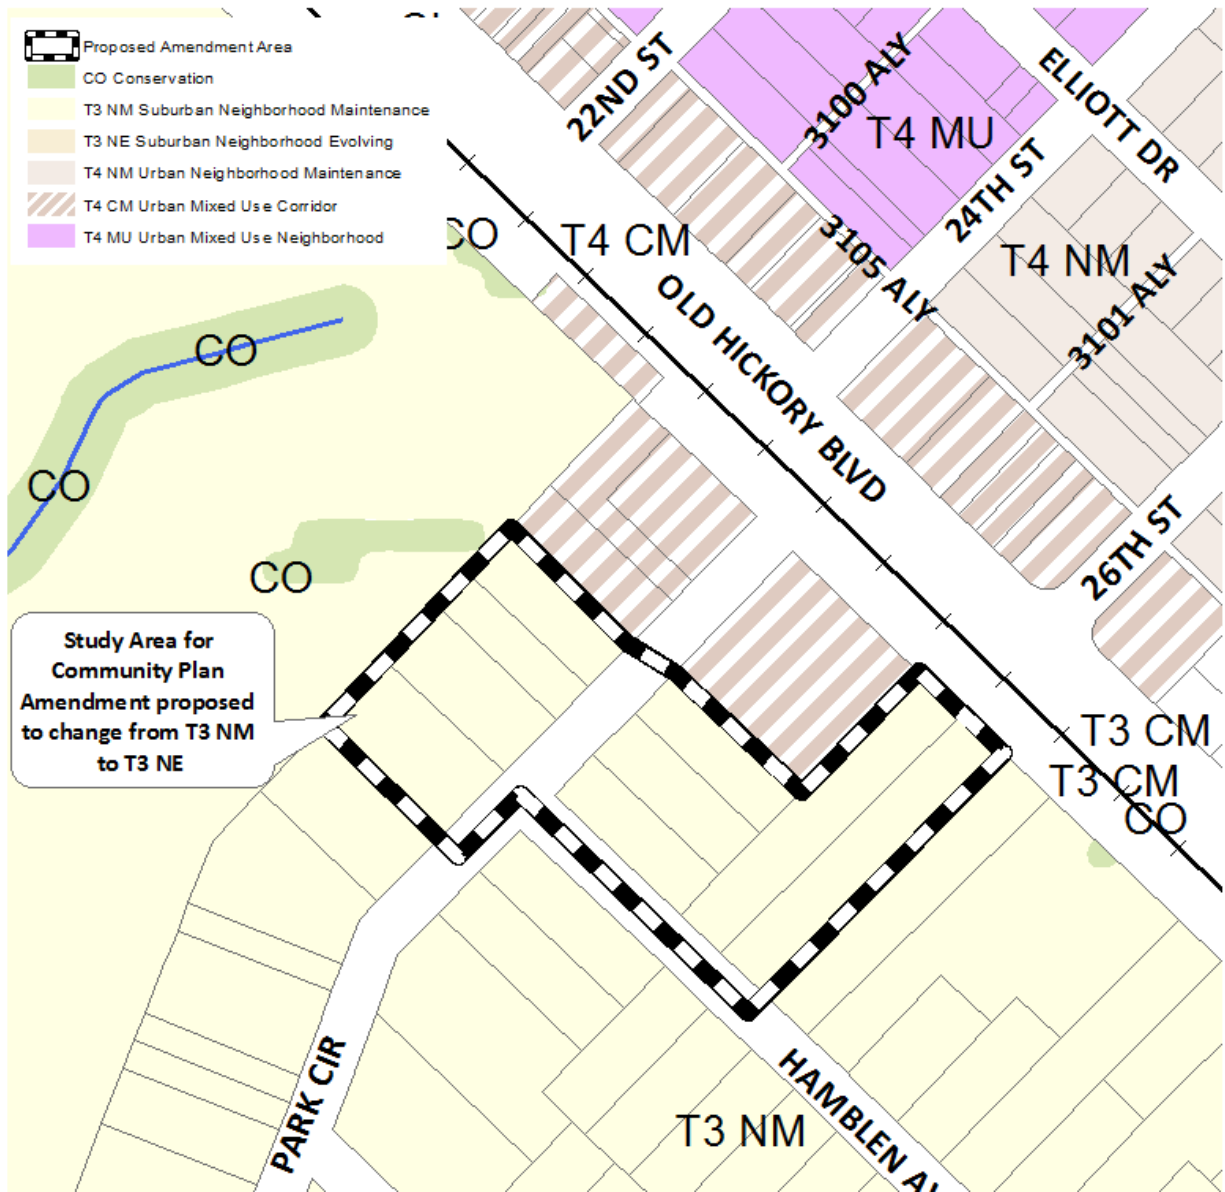 Proposed Amendment Area
CO Conservation
T3 NM Suburban Neighborhood Maintenance
T3 NE Suburban Neighborhood Evolving
T4 NM Urban Neighborhood Maintenance
T4 CM Urban Mixed Use Corridor
T4 MU Urban Mixed Use Neighborhood
22ND ST
3100 ALY
ELLIOTT DR
T4 MU
24TH ST
CO
T4 CM
3105 ALY
T4 NM
3101 ALY
OLD HICKORY BLVD
CO
CO
26TH ST
CO
Study Area for
Community Plan
Amendment proposed
to change from T3 NM
to T3 NE
T3 CM
T3 CM
CO
PARK CIR
T3 NM
HAMBLEN